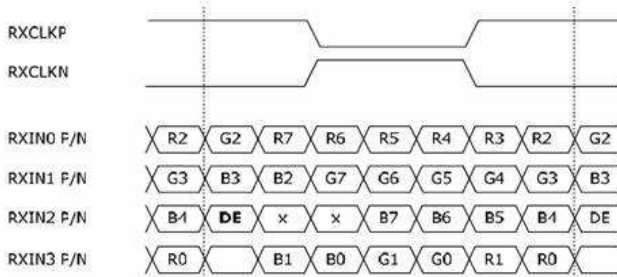 RXCLKP
RXCLKN
RXIN0 P/N R2 G2 R7 R6 R5 R4 R3 R2 G2
RXIN1 P/N G3 B3 B2 G7 G6 G5 G4 G3 B3
RXIN2 P/N B4 DE x x B7 B6 B5 B4 DE
RXIN3 P/N R0 B1 B0 G1 G0 R1 R0